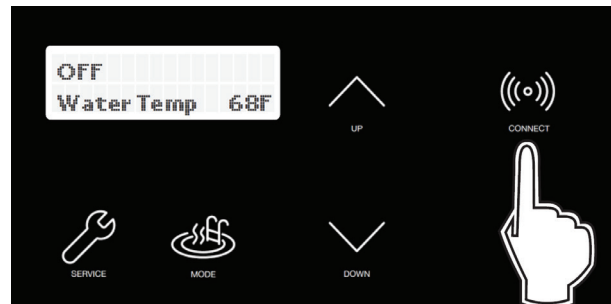 OFF
Water Temp 68F
UP
CONNECT
SERVICE
MODE
DOWN